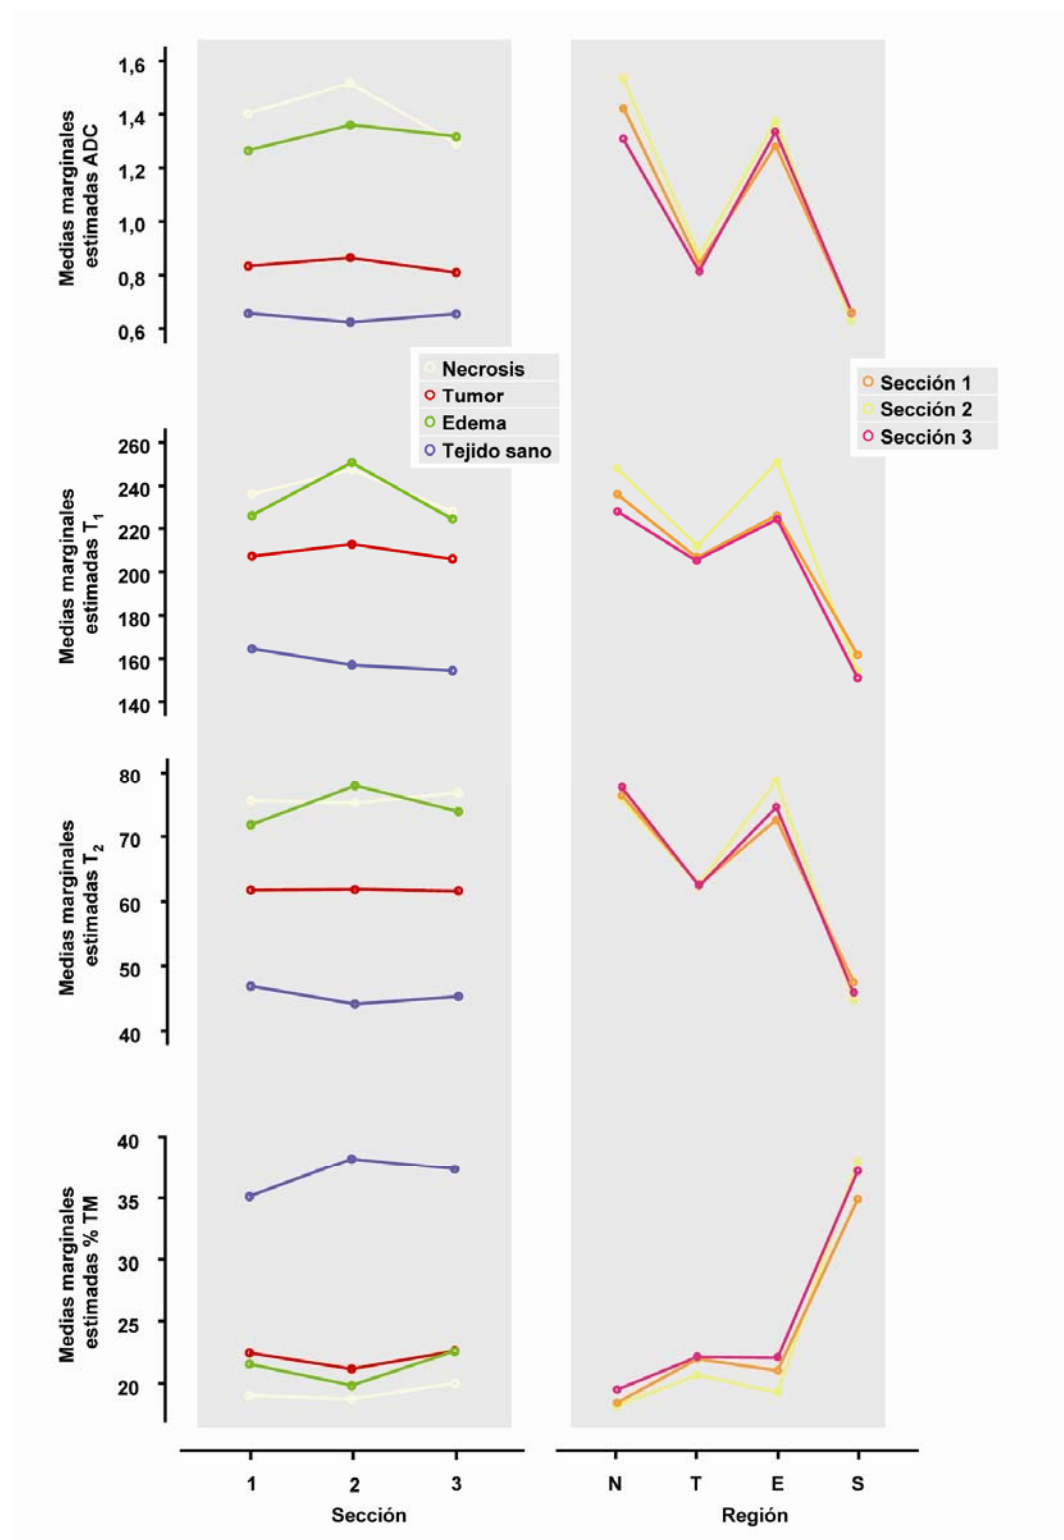 Medias marginales
estimadas ADC
1,6
1,4
1,2
1,0
0,8
0,6
Necrosis
Tumor
Edema
Tejido sano
Sección 1
Sección 2
Sección 3
Medias marginales
estimadas T1
260
240
220
200
180
160
140
Medias marginales
estimadas T2
80
70
60
50
40
Medias marginales
estimadas % TM
40
35
30
25
20
1 2 3
Sección
N T E S
Región